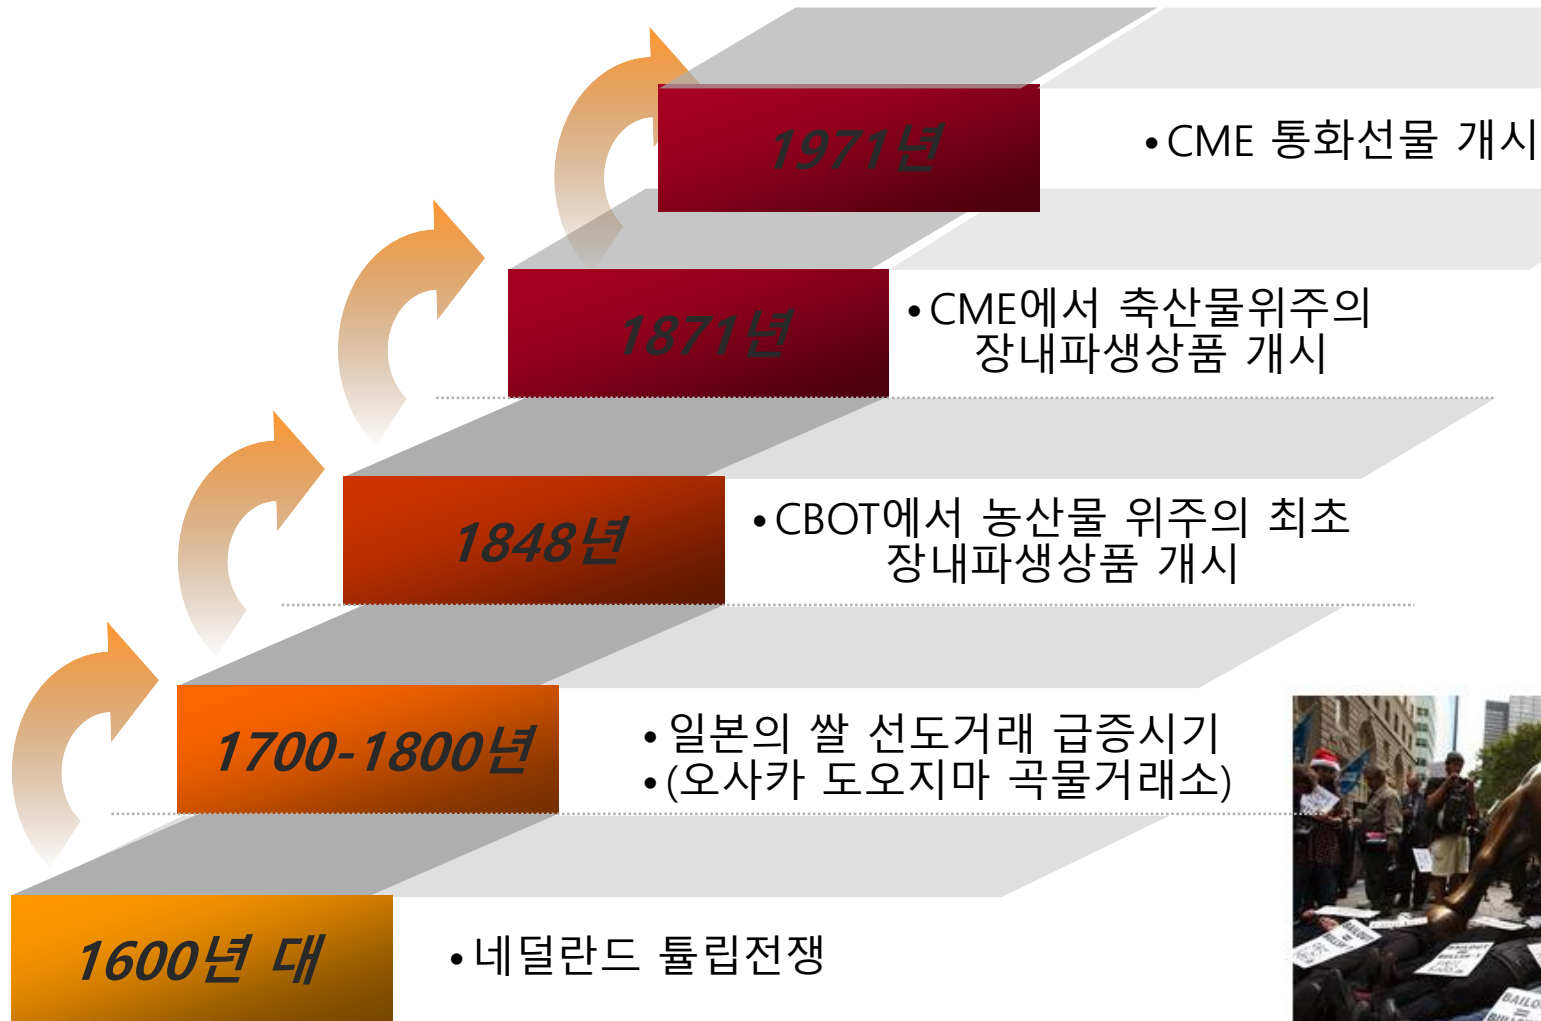 1971년
• CME 통화선물 개시
1871년
• CME에서 축산물위주의
장내파생상품 개시
1848년
• CBOT에서 농산물 위주의 최초
장내파생상품 개시
1700-1800년
• 일본의 쌀 선도거래 급증시기
• (오사카 도오지마 곡물거래소)
1600년 대
• 네덜란드 튤립전쟁
BAILOUT
=
BAILOUT
=
BAILO
=